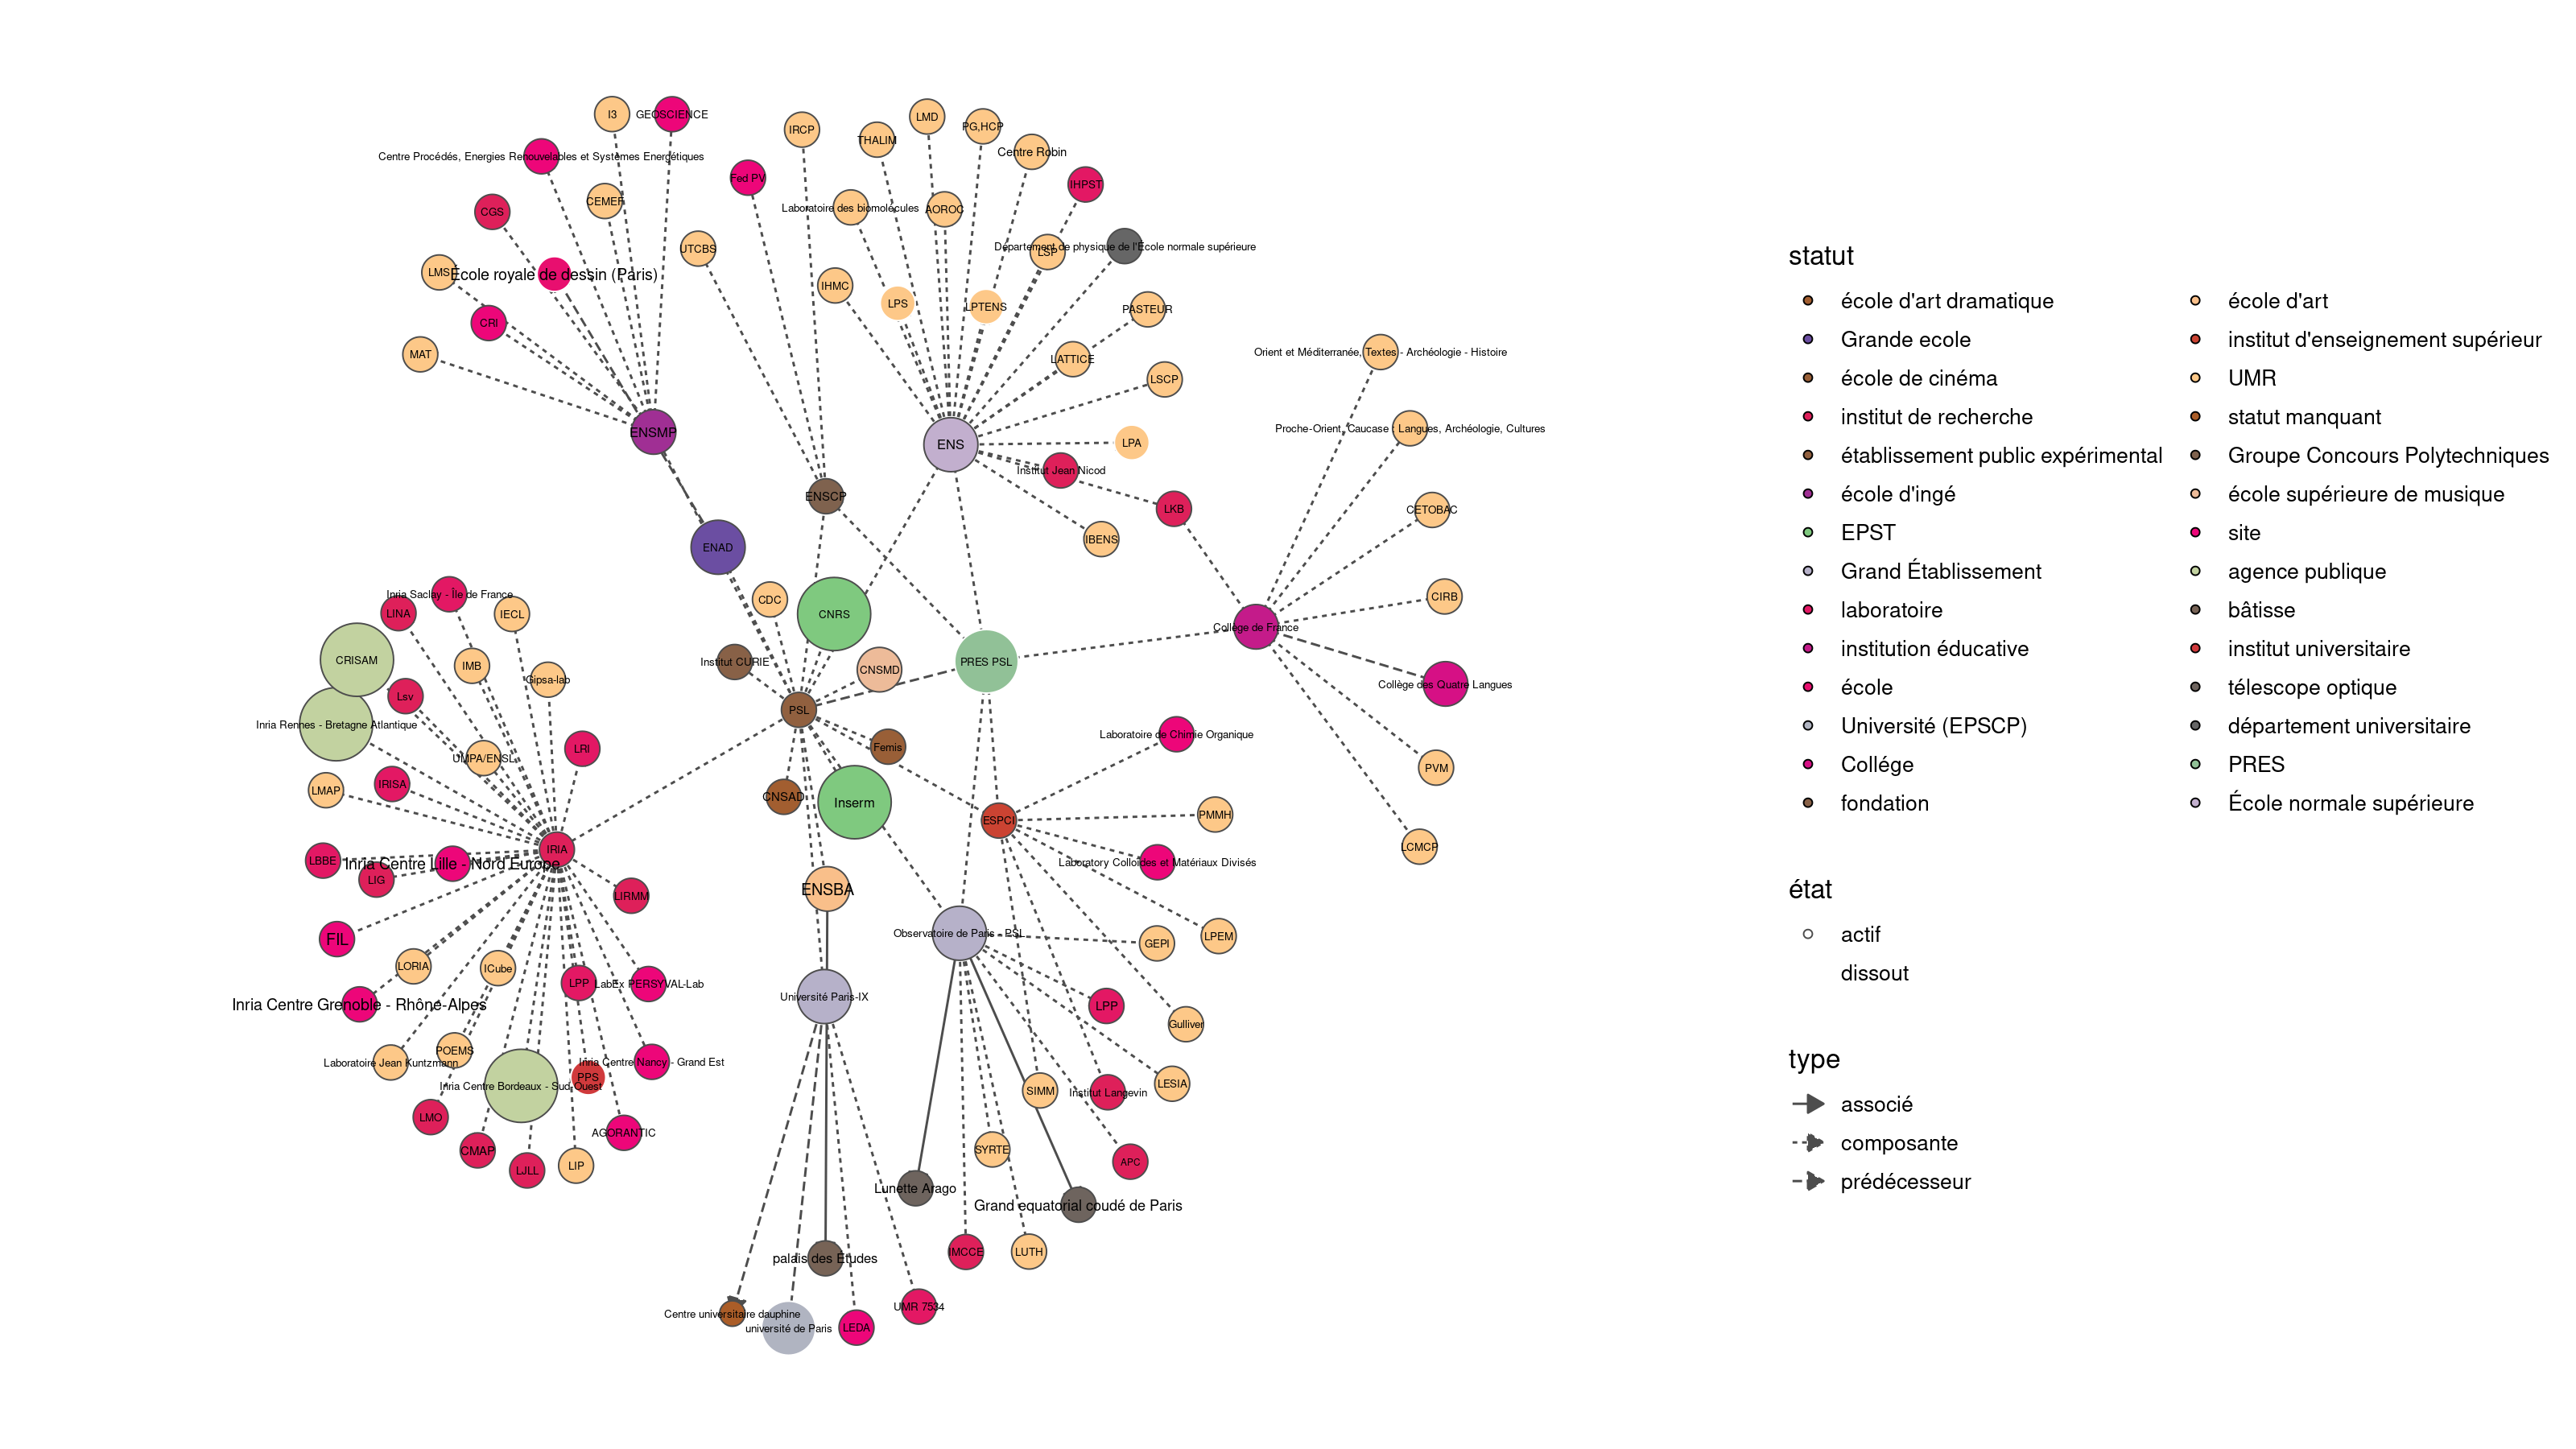 I3
GEOSCIENCE
LMD
PG,HCP
IRCP
THALIM
Centre Robin
Centre Procédés, Energies Renouvelables et Systèmes Energétiques
Fed PV
IHPST
CEMEF
Laboratoire des biomolécules
AOROC
CGS
UTCBS
Département de physique de l'École normale supérieure
LSP
LMS
École royale de dessin (Paris)
IHMC
LPS
LPTENS
PASTEUR
CRI
MAT
LATTICE
Orient et Méditerranée, Textes - Archéologie - Histoire
LSCP
Proche-Orient, Caucase : Langues, Archéologie, Cultures
ENSMP
ENS
LPA
Institut Jean Nicod
ENSCP
LKB
CETOBAC
IBENS
ENAD
Inria Saclay - Île de France
CDC
CIRB
LINA
IECL
CNRS
Collège de France
CRISAM
IMB
Institut CURIE
CNSMD
PRES PSL
Gipsa-lab
Collège des Quatre Langues
Lsv
PSL
Inria Rennes - Bretagne Atlantique
Laboratoire de Chimie Organique
LRI
Femis
UMPA/ENSL
PVM
IRISA
LMAP
CNSAD
Inserm
PMMH
ESPCI
LCMCP
IRIA
LBBE
Inria Centre Lille - Nord Europe
Laboratory Colloides et Matériaux Divisés
LIG
ENSBA
LIRMM
FIL
Observatoire de Paris - PSL
LPEM
GEPI
LORIA
ICube
LPP
LabEx PERSYVAL-Lab
Université Paris-IX
Inria Centre Grenoble - Rhône-Alpes
LPP
Gulliver
POEMS
Laboratoire Jean Kuntzmann
Inria Centre Nancy - Grand Est
PPS
Inria Centre Bordeaux - Sud Ouest
LESIA
SIMM
Institut Langevin
LMO
AGORANTIC
CMAP
SYRTE
LJLL
LIP
APC
Lunette Arago
Grand equatorial coudé de Paris
IMCCE
LUTH
palais des Études
UMR 7534
Centre universitaire dauphine
université de Paris
LEDA
statut
école d'art dramatique
Grande ecole
école de cinéma
institut de recherche
établissement public expérimental
école d'ingé
EPST
Grand Établissement
laboratoire
institution éducative
école
Université (EPSCP)
Collége
fondation
école d'art
institut d'enseignement supérieur
UMR
statut manquant
Groupe Concours Polytechniques
école supérieure de musique
site
agence publique
bâtisse
institut universitaire
télescope optique
département universitaire
PRES
École normale supérieure
état
actif
dissout
type
associé
composante
prédécesseur